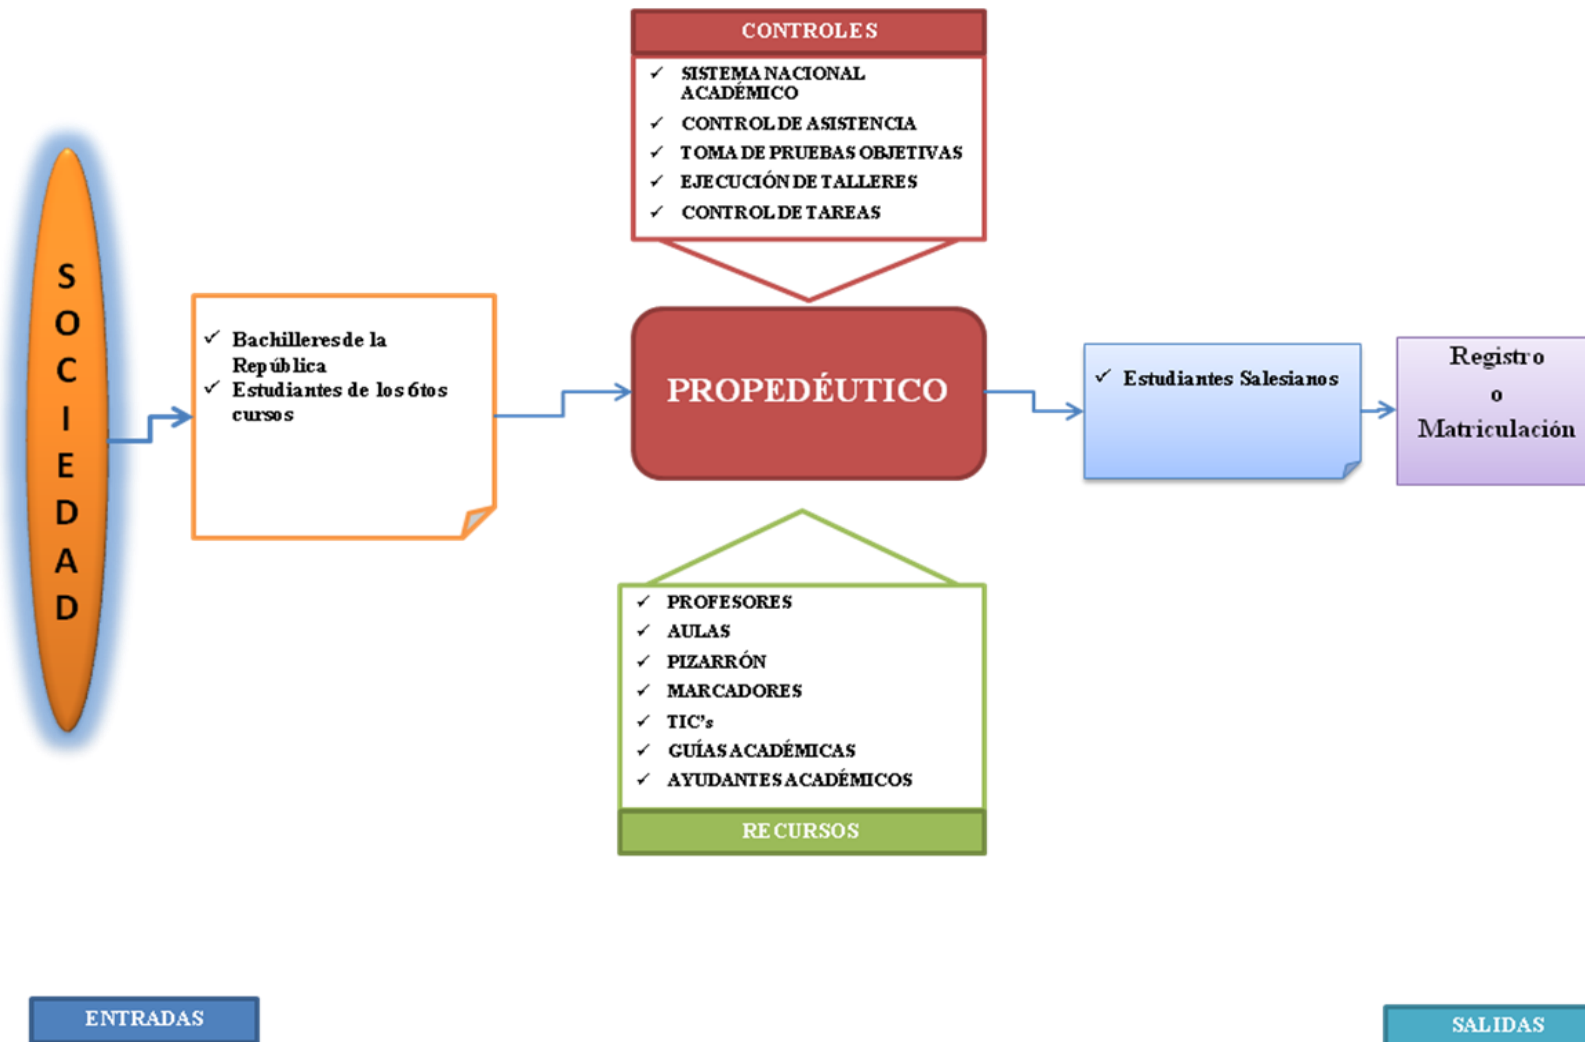 CONTROLES
✓ SISTEMA NACIONAL
ACADÉMICO
✓ CONTROL DE ASISTENCIA
✓ TOMA DE PRUEBAS OBJETIVAS
✓ EJECUCIÓN DE TALLERES
✓ CONTROL DE TAREAS
SOCIEDAD
✓ Bachilleres de la
República
✓ Estudiantes de los 6tos
cursos
PROPEDÉUTICO
✓ Estudiantes Salesianos
Registro
o
Matriculación
✓ PROFESORES
✓ AULAS
✓ PIZARRÓN
✓ MARCADORES
✓ TIC's
✓ GUÍAS ACADÉMICAS
✓ AYUDANTES ACADÉMICOS
RECURSOS
ENTRADAS
SALIDAS